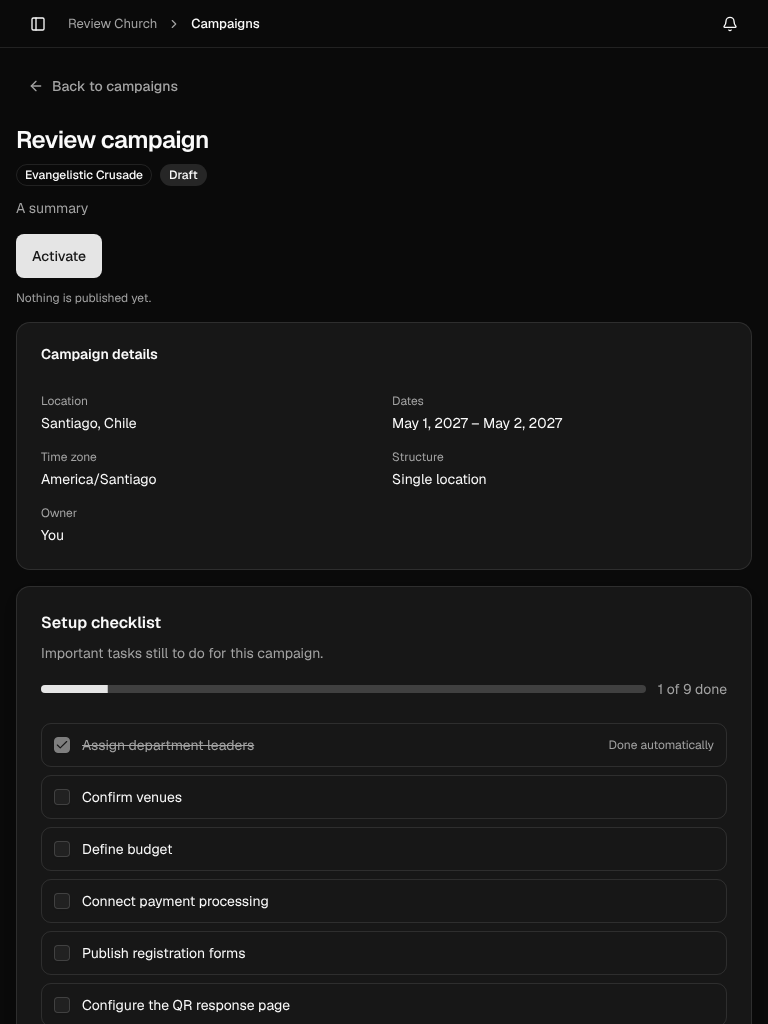 Review Church > Campaigns
Back to campaigns
Review campaign
Evangelistic Crusade Draft
A summary
Activate
Nothing is published yet.
Campaign details
Location Dates
Santiago, Chile May 1, 2027 – May 2, 2027
Time zone Structure
America/Santiago Single location
Owner
You
Setup checklist
Important tasks still to do for this campaign.
1 of 9 done
Assign department leaders Done automatically
Confirm venues
Define budget
Connect payment processing
Publish registration forms
Configure the QR response page